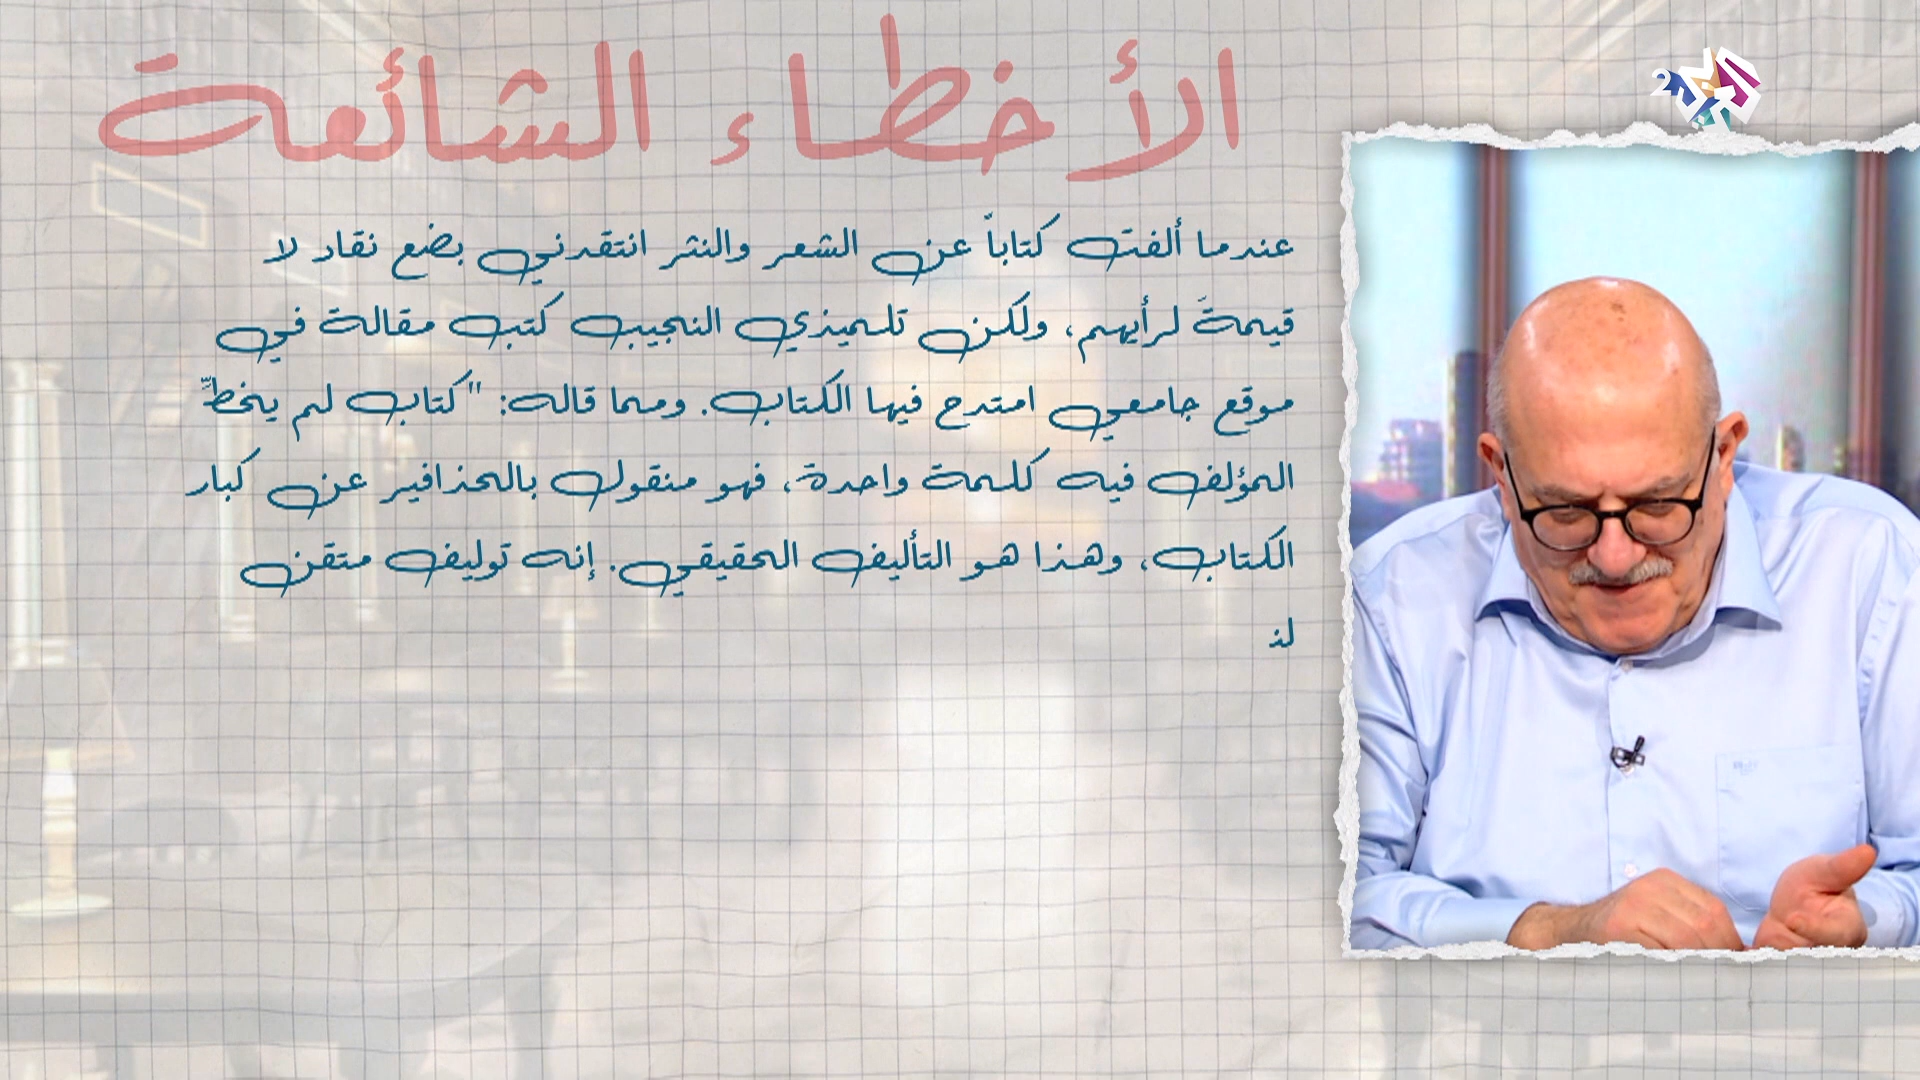 الأخطاء الشائعة
عندما ألفت كتاباً عن الشعر والنثر انتقدني بضع نقاد لا
قيمةَ لرأيهم، ولكن تلميذي النجيب كتب مقالة في
موقع جامعي امتدح فيها الكتاب. ومما قاله: "كتاب لم يخطَّ
المؤلف فيه كلمة واحدة، فهو منقول بالحذافير عن كبار
الكتاب، وهذا هو التأليف الحقيقي. إنه توليف متقن
لذ